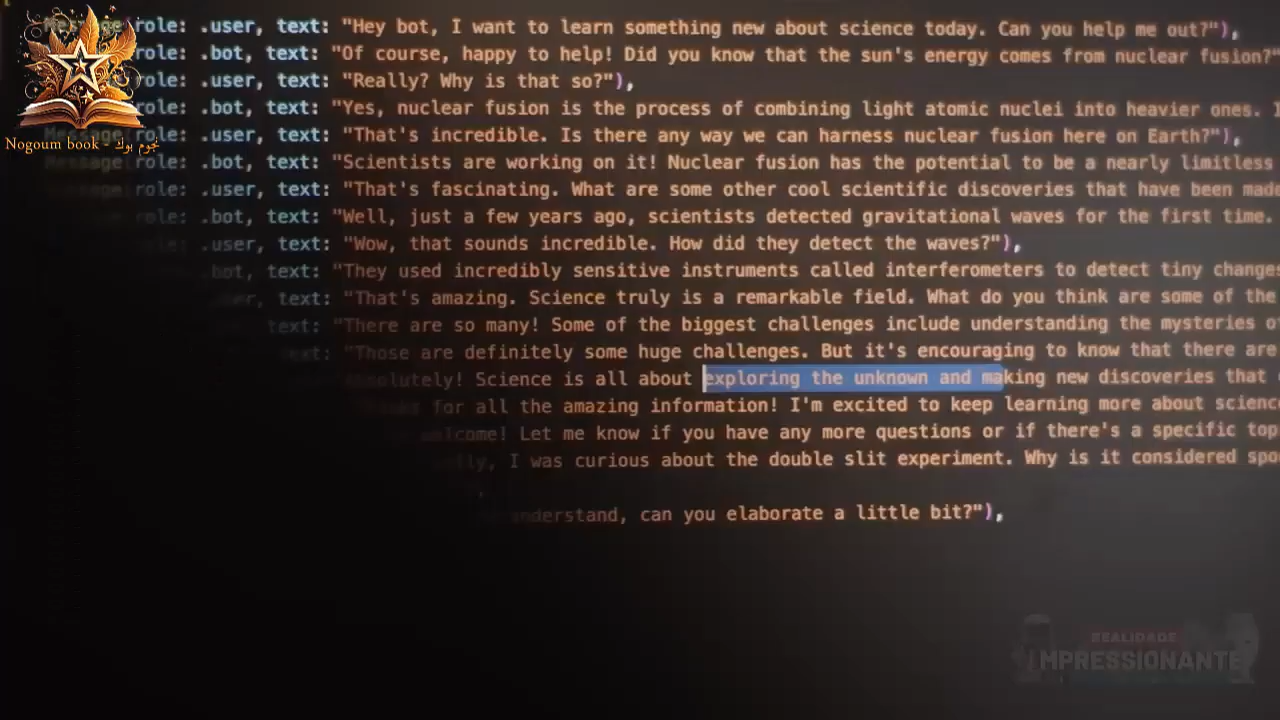 Message(role: .user, text: "Hey bot, I want to learn something new about science today. Can you help me out?"),
role: .bot, text: "Of course, happy to help! Did you know that the sun's energy comes from nuclear fusion?"
role: .user, text: "Really? Why is that so?"),
role: .bot, text: "Yes, nuclear fusion is the process of combining light atomic nuclei into heavier ones.
Message(role: .user, text: "That's incredible. Is there any way we can harness nuclear fusion here on Earth?"),
Nogoum book - نجوم بوك
Message(role: .bot, text: "Scientists are working on it! Nuclear fusion has the potential to be a nearly limitless
Message(role: .user, text: "That's fascinating. What are some other cool scientific discoveries that have been made
role: .bot, text: "Well, just a few years ago, scientists detected gravitational waves for the first time.
role: .user, text: "Wow, that sounds incredible. How did they detect the waves?"),
.bot, text: "They used incredibly sensitive instruments called interferometers to detect tiny changes
user, text: "That's amazing. Science truly is a remarkable field. What do you think are some of the
text: "There are so many! Some of the biggest challenges include understanding the mysteries o
text: "Those are definitely some huge challenges. But it's encouraging to know that there are
Absolutely! Science is all about exploring the unknown and making new discoveries that
for all the amazing information! I'm excited to keep learning more about science
welcome! Let me know if you have any more questions or if there's a specific top
I was curious about the double slit experiment. Why is it considered spo
understand, can you elaborate a little bit?"),
REALIDADE
IMPRESSIONANTE